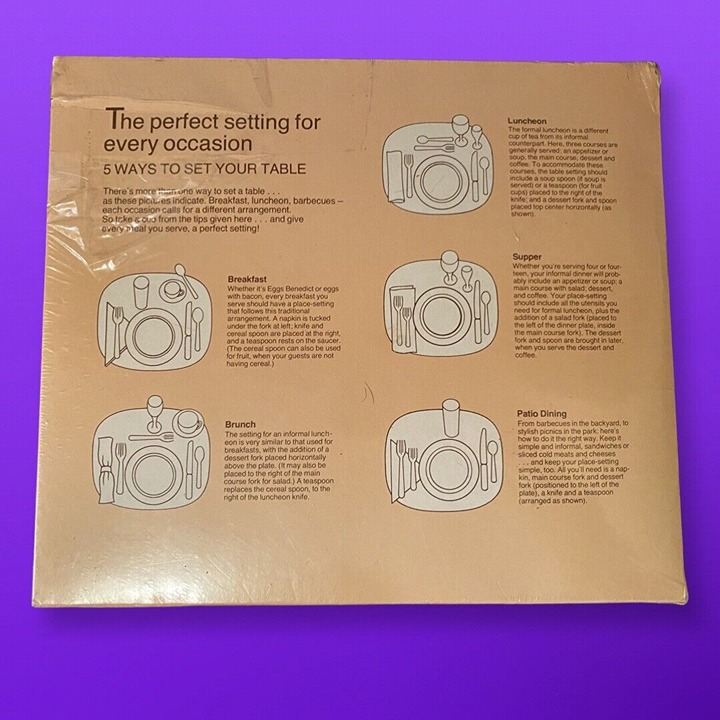 The perfect setting for
every occasion
5 WAYS TO SET YOUR TABLE
There's more than one way to set a table . . .
as these pictures indicate. Breakfast, luncheon, barbecues –
each occasion calls for a different arrangement.
So take a cue from the tips given here . . . and give
every meal you serve, a perfect setting!
Breakfast
Whether it's Eggs Benedict or eggs
with bacon, every breakfast you
serve should have a place-setting
that follows this traditional
arrangement. A napkin is tucked
under the fork at left; knife and
cereal spoon are placed at the right,
and a teaspoon rests on the saucer.
(The cereal spoon can also be used
for fruit, when your guests are not
having cereal.)
Brunch
The setting for an informal lunch-
eon is very similar to that used for
breakfasts, with the addition of a
dessert fork placed horizontally
above the plate. (It may also be
placed to the right of the main
course fork for salad.) A teaspoon
replaces the cereal spoon, to the
right of the luncheon knife.
Luncheon
The formal luncheon is a different
cup of tea from its informal
counterpart. Here, three courses are
generally served; an appetizer or
soup, the main course, dessert and
coffee. To accommodate these
courses, the table setting should
include a soup spoon (if soup is
served) or a teaspoon (for fruit
cups) placed to the right of the
knife; and a dessert fork and spoon
placed top center horizontally (as
shown).
Supper
Whether you're serving four or four-
teen, your informal dinner will prob-
ably include an appetizer or soup; a
main course with salad; dessert,
and coffee. Your place-setting
should include all the utensils you
need for formal luncheon, plus the
addition of a salad fork (placed to
the left of the dinner plate, inside
the main course fork). The dessert
fork and spoon are brought in later,
when you serve the dessert and
coffee.
Patio Dining
From barbecues in the backyard, to
stylish picnics in the park: here's
how to do it the right way. Keep it
simple and informal, sandwiches or
sliced cold meats and cheeses
. . . and keep your place-setting
simple, too. All you'll need is a nap-
kin, main course fork and dessert
fork (positioned to the left of the
plate), a knife and a teaspoon
(arranged as shown).